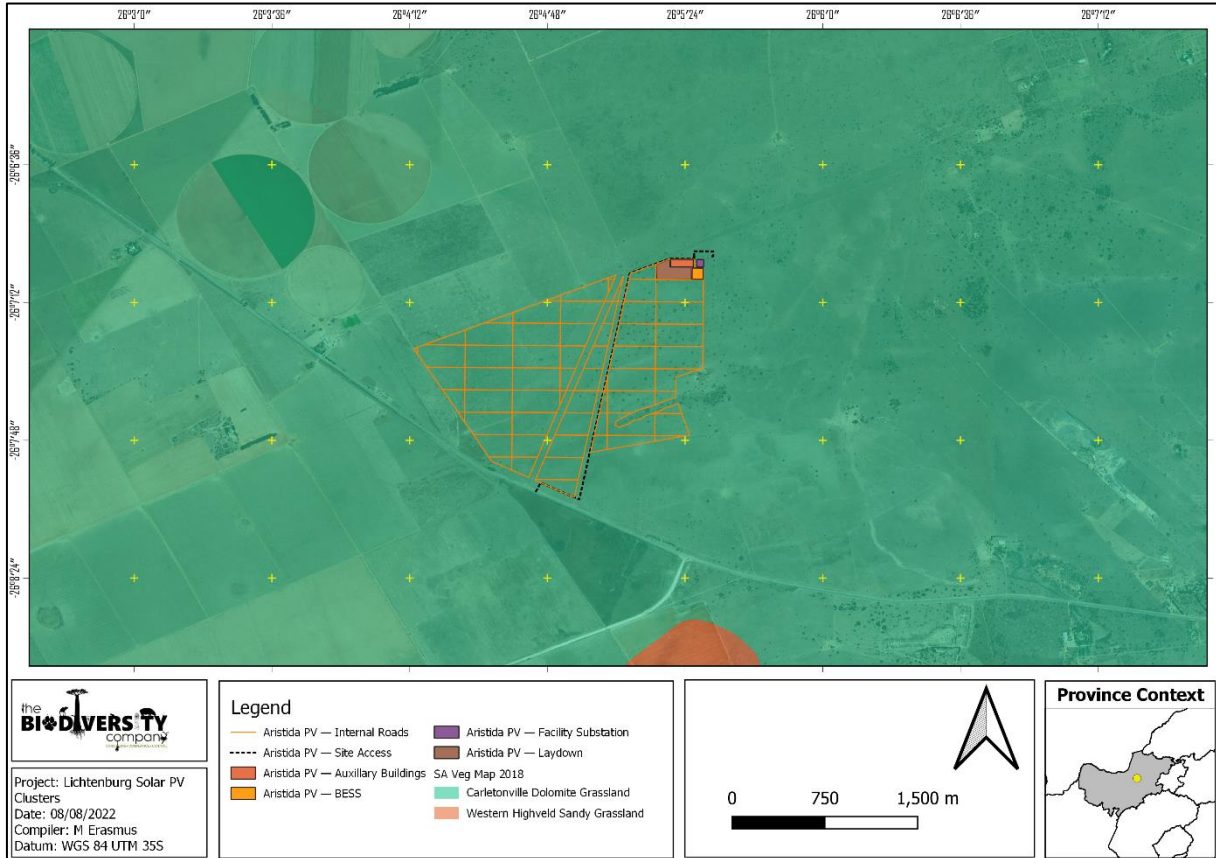 26°3'0" 26°3'36" 26°4'12" 26°4'48" 26°5'24" 26°6'0" 26°6'36" 26°7'12"
-26°6'36"
-26°7'12"
-26°7'48"
-26°8'24"
the
BIODIVERSITY
company
Project: Lichtenburg Solar PV
Clusters
Date: 08/08/2022
Compiler: M Erasmus
Datum: WGS 84 UTM 35S
Legend
Aristida PV — Internal Roads
Aristida PV — Site Access
Aristida PV — Auxillary Buildings
Aristida PV — BESS
Aristida PV — Facility Substation
Aristida PV — Laydown
SA Veg Map 2018
Carletonville Dolomite Grassland
Western Highveld Sandy Grassland
0 750 1,500 m
Province Context